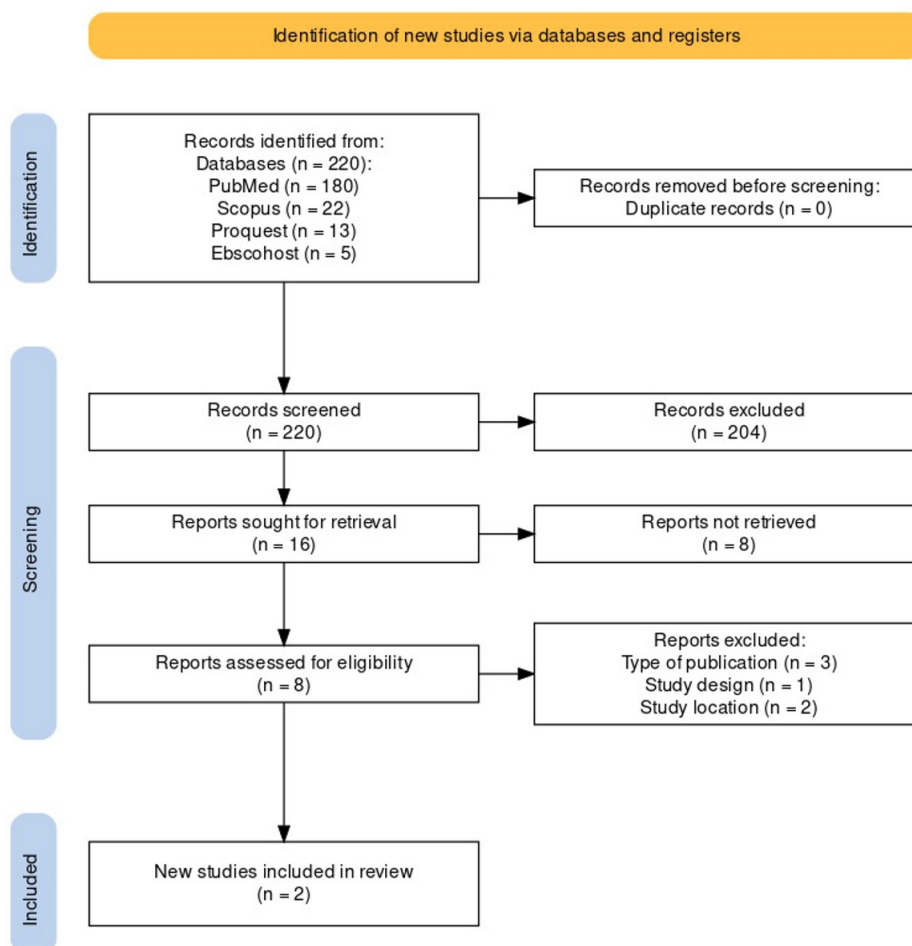 Identification of new studies via databases and registers
Identification
Records identified from:
Databases (n = 220):
PubMed (n = 180)
Scopus (n = 22)
Proquest (n = 13)
Ebscohost (n = 5)
Records removed before screening:
Duplicate records (n = 0)
Screening
Records screened
(n = 220)
Records excluded
(n = 204)
Reports sought for retrieval
(n = 16)
Reports not retrieved
(n = 8)
Reports assessed for eligibility
(n = 8)
Reports excluded:
Type of publication (n = 3)
Study design (n = 1)
Study location (n = 2)
Included
New studies included in review
(n = 2)